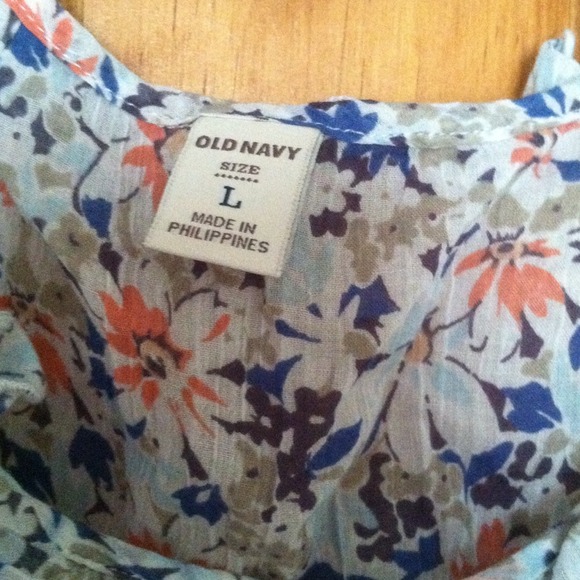 OLD NAVY
SIZE
L
MADE IN
PHILIPPINES